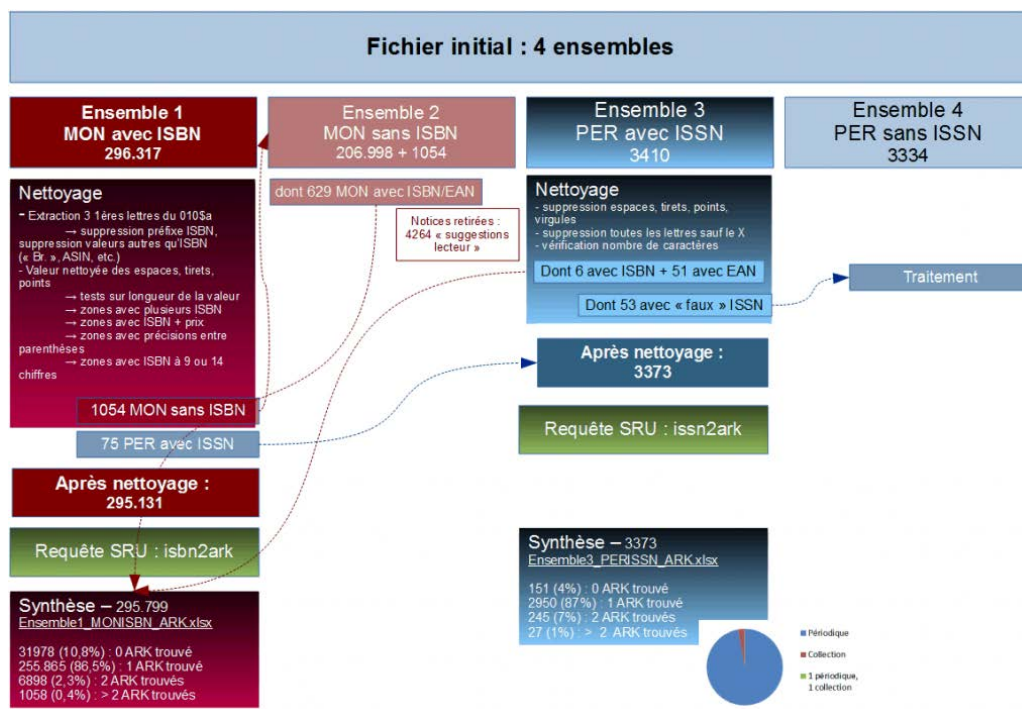 Fichier initial : 4 ensembles
Ensemble 1
MON avec ISBN
296.317
Ensemble 2
MON sans ISBN
206.998 + 1054
Ensemble 3
PER avec ISSN
3410
Ensemble 4
PER sans ISSN
3334
Nettoyage
- Extraction 3 1ères lettres du 010$a
→ suppression préfixe ISBN,
suppression valeurs autres qu'ISBN
(« Br. », ASIN, etc.)
- Valeur nettoyée des espaces, tirets,
points
→ tests sur longueur de la valeur
→ zones avec plusieurs ISBN
→ zones avec ISBN + prix
→ zones avec précisions entre
parenthèses
→ zones avec ISBN à 9 ou 14
chiffres
1054 MON sans ISBN
75 PER avec ISSN
Après nettoyage :
295.131
Requête SRU : isbn2ark
Synthèse – 295.799
Ensemble1_MONISBN_ARK.xlsx
31978 (10,8%) : 0 ARK trouvé
255.865 (86,5%) : 1 ARK trouvé
6898 (2,3%) : 2 ARK trouvés
1058 (0,4%) : > 2 ARK trouvés
dont 629 MON avec ISBN/EAN
Notices retirées :
4264 « suggestions
lecteur »
Nettoyage
- suppression espaces, tirets, points,
virgules
- suppression toutes les lettres sauf le X
- vérification nombre de caractères
Dont 6 avec ISBN + 51 avec EAN
Dont 53 avec « faux » ISSN
Traitement
Après nettoyage :
3373
Requête SRU : issn2ark
Synthèse – 3373
Ensemble3_PERISSN_ARK.xlsx
151 (4%) : 0 ARK trouvé
2950 (87%) : 1 ARK trouvé
245 (7%) : 2 ARK trouvés
27 (1%) : > 2 ARK trouvés
Périodique
Collection
1 périodique,
1 collection